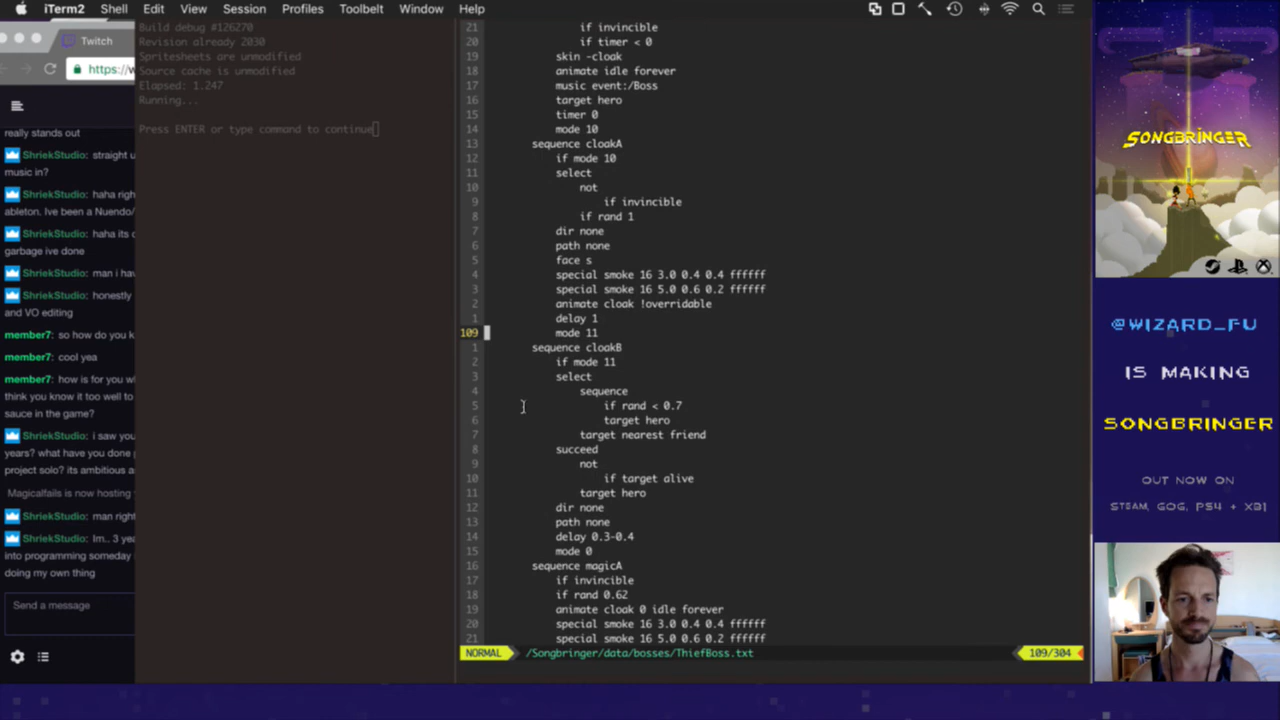 iTerm2 Shell Edit View Session Profiles Toolbelt Window Help
Twitch
https://w
really stands out
ShriekStudio: straight u
music in?
ShriekStudio: haha righ
ableton. Ive been a Nuendo/
ShriekStudio: haha its c
garbage ive done
ShriekStudio: man i hav
ShriekStudio: honestly
and VO editing
member7: so how do you k
member7: cool yea
member7: how is for you wh
think you know it too well to
sauce in the game?
ShriekStudio: i saw you
years? what have you done p
project solo? its ambitious a
Magicalfails is now hosting
ShriekStudio: man right
ShriekStudio: Im.. 3 yea
into programming someday
doing my own thing
Send a message
Build debug #126270
Revision already 2030
Spritesheets are unmodified
Source cache is unmodified
Elapsed: 1.247
Running...
Press ENTER or type command to continue
21 if invincible
20 if timer < 0
19 skin -cloak
18 animate idle forever
17 music event:/Boss
16 target hero
15 timer 0
14 mode 10
13 sequence cloakA
12 if mode 10
11 select
10 not
9 if invincible
8 if rand 1
7 dir none
6 path none
5 face s
4 special smoke 16 3.0 0.4 0.4 ffffff
3 special smoke 16 5.0 0.6 0.2 ffffff
2 animate cloak !overridable
1 delay 1
109 mode 11
1 sequence cloakB
2 if mode 11
3 select
4 sequence
5 if rand < 0.7
6 target hero
7 target nearest friend
8 succeed
9 not
10 if target alive
11 target hero
12 dir none
13 path none
14 delay 0.3-0.4
15 mode 0
16 sequence magicA
17 if invincible
18 if rand 0.62
19 animate cloak 0 idle forever
20 special smoke 16 3.0 0.4 0.4 ffffff
21 special smoke 16 5.0 0.6 0.2 ffffff
NORMAL /Songbringer/data/bosses/ThiefBoss.txt 109/304
SONGBRINGER
@WIZARD_FU
IS MAKING
SONGBRINGER
OUT NOW ON
STEAM, GOG, PS4 + XB1